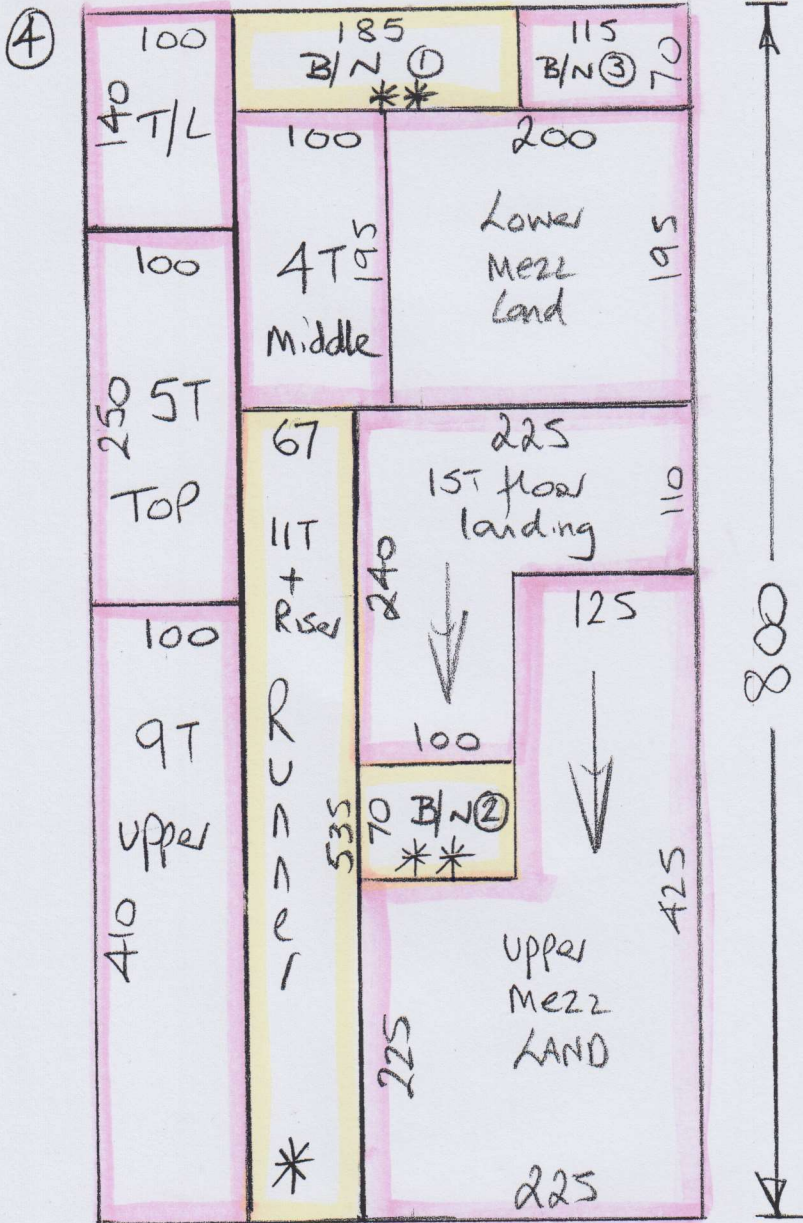 4
100
140
T/L
185
B/N 1
**
115
B/N 3
70
100
4T
195
Middle
200
Lower
Mezz
Land
195
100
250
5T
TOP
67
11T
+
Riser
Runner
535
*
225
1ST floor
landing
110
240
100
70
B/N 2
**
125
425
Upper
Mezz
LAND
225
225
100
9T
upper
410
800